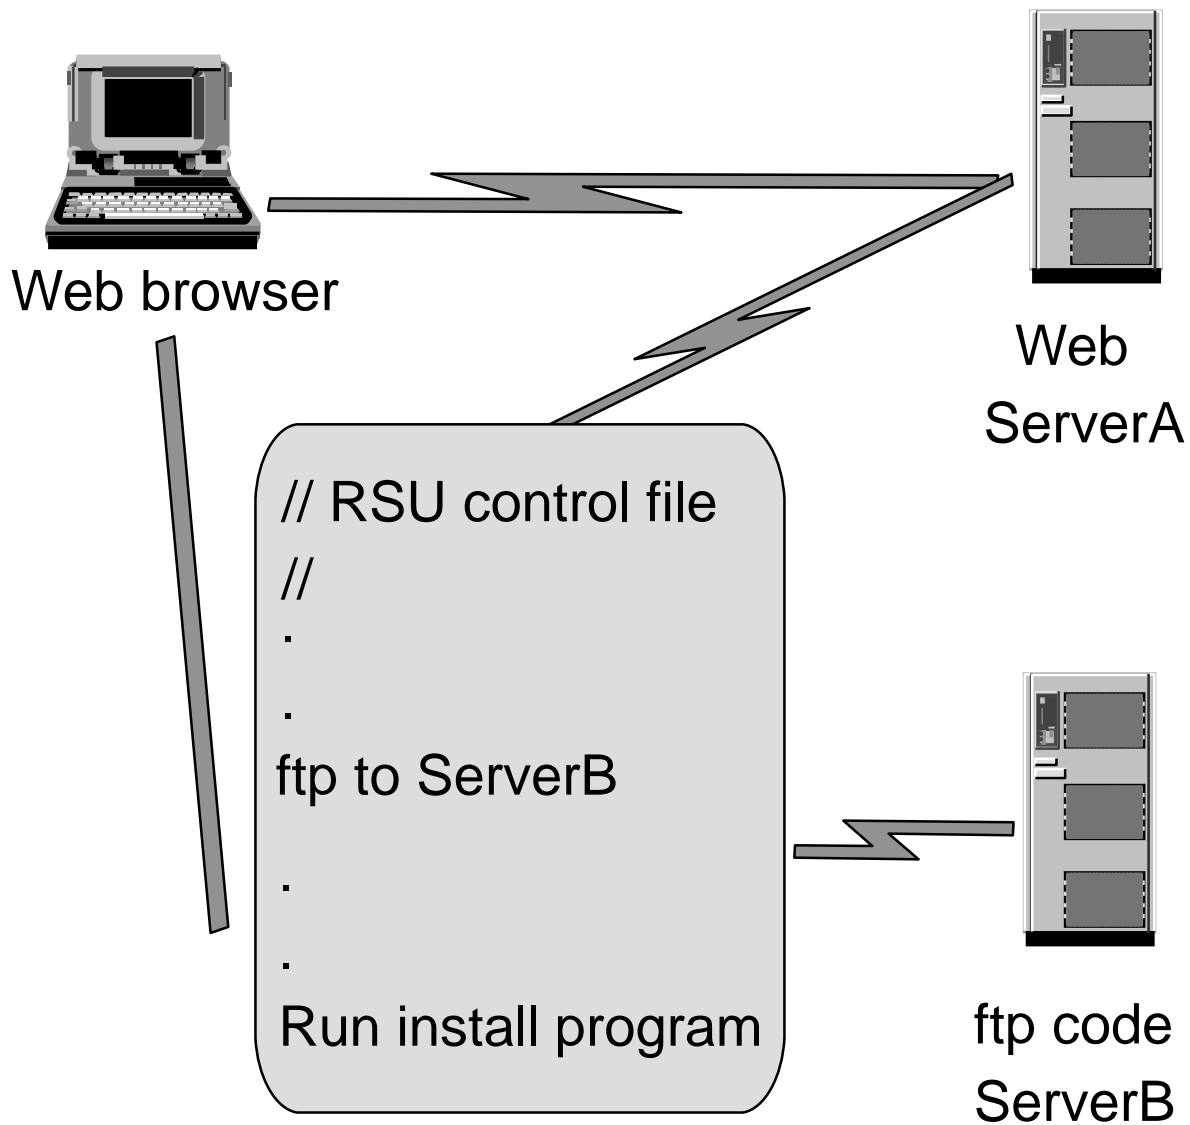 Web browser
Web
ServerA
// RSU control file
//
.
.
ftp to ServerB
.
.
Run install program
ftp code
ServerB